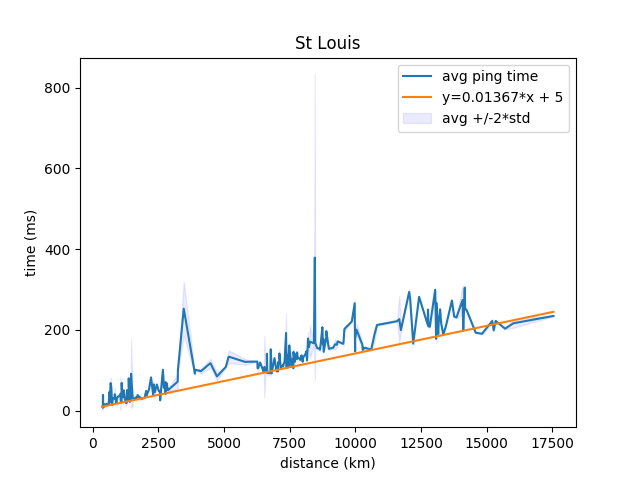 St Louis
avg ping time
y=0.01367*x + 5
avg +/-2*std
800
600
400
200
0
time (ms)
0 2500 5000 7500 10000 12500 15000 17500
distance (km)